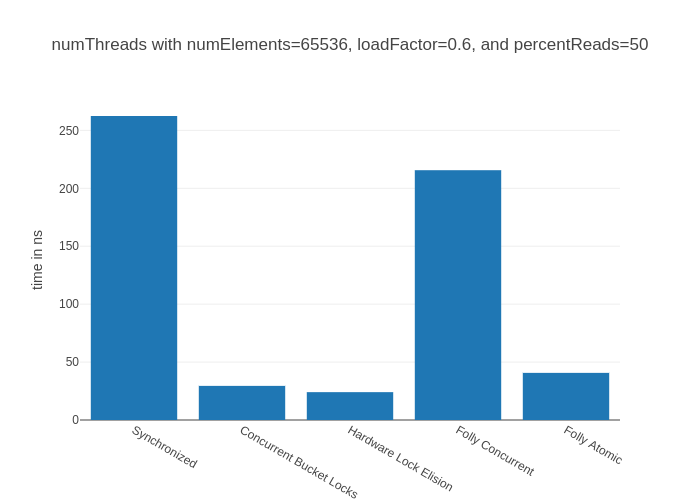 numThreads with numElements=65536, loadFactor=0.6, and percentReads=50
250
200
150
100
50
0
time in ns
Synchronized
Concurrent Bucket Locks
Hardware Lock Elision
Folly Concurrent
Folly Atomic